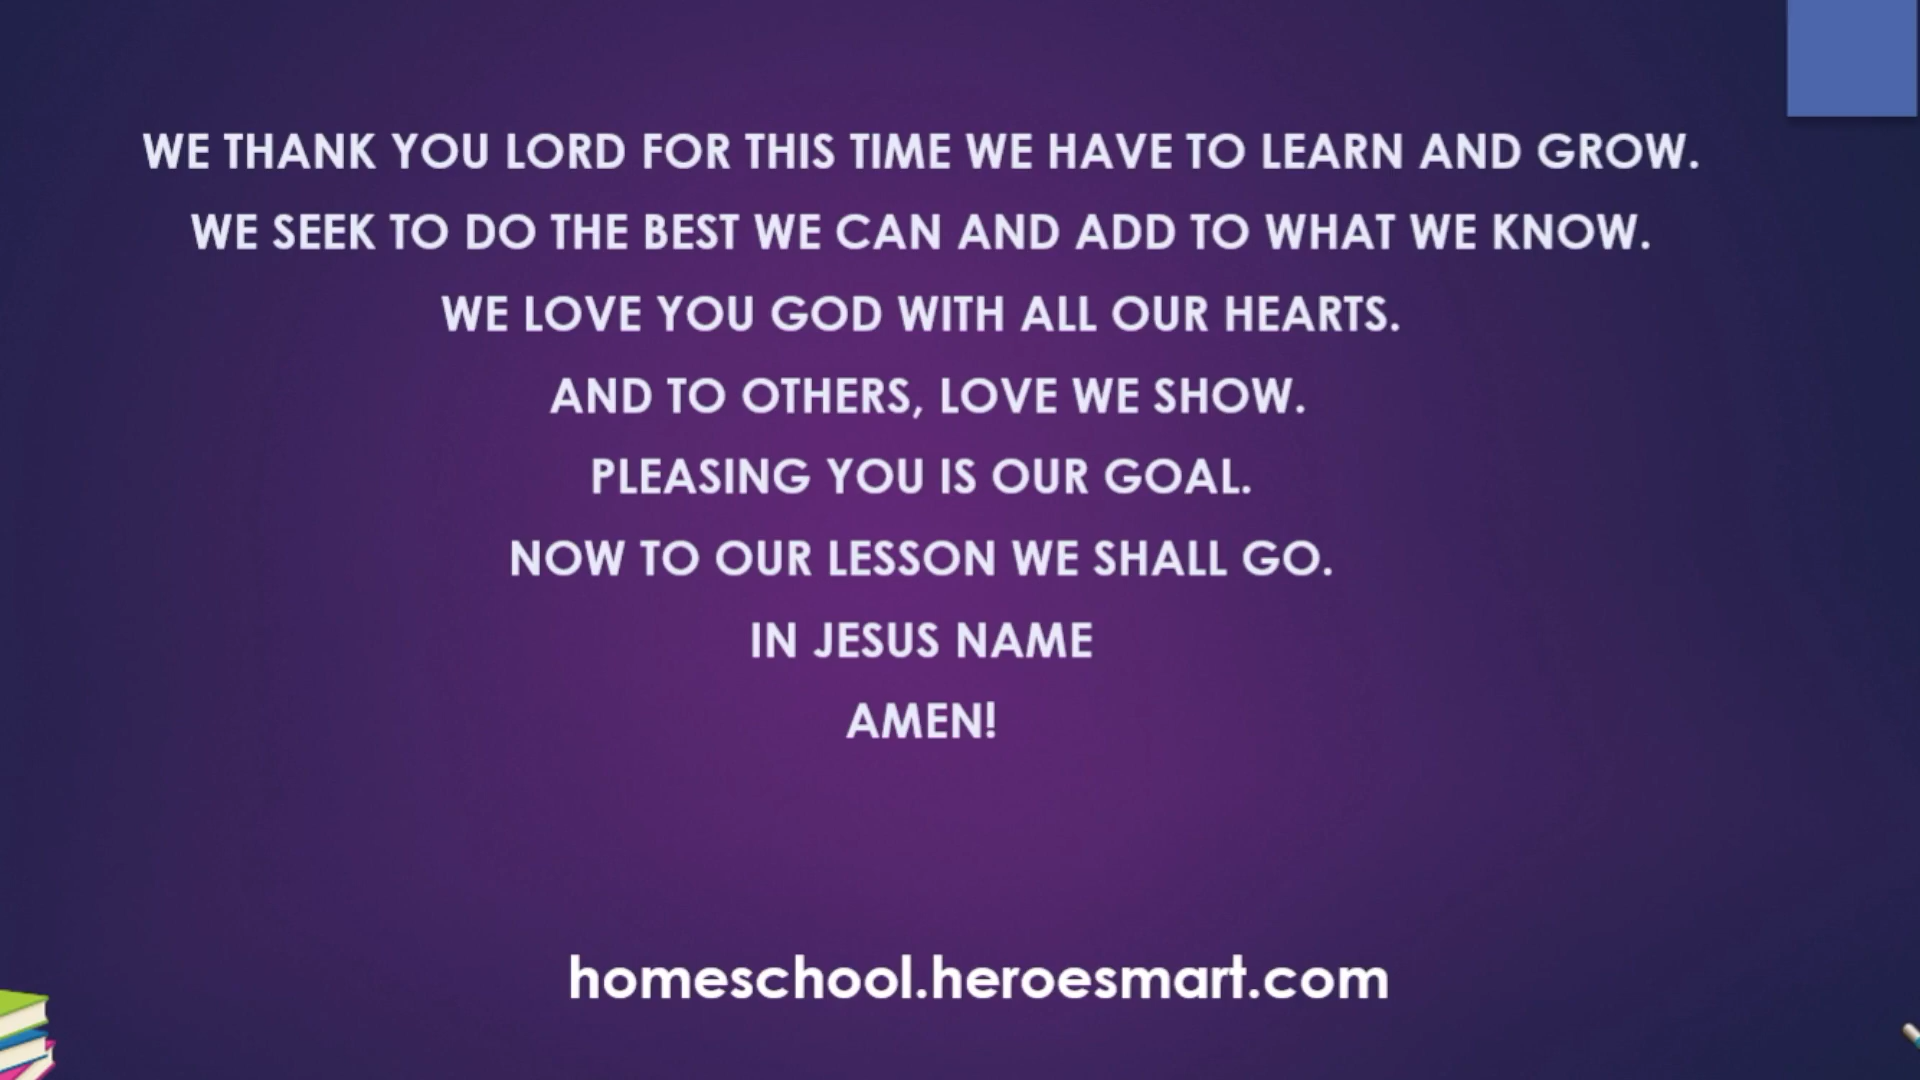 WE THANK YOU LORD FOR THIS TIME WE HAVE TO LEARN AND GROW.
WE SEEK TO DO THE BEST WE CAN AND ADD TO WHAT WE KNOW.
WE LOVE YOU GOD WITH ALL OUR HEARTS.
AND TO OTHERS, LOVE WE SHOW.
PLEASING YOU IS OUR GOAL.
NOW TO OUR LESSON WE SHALL GO.
IN JESUS NAME
AMEN!
homeschool.heroesmart.com